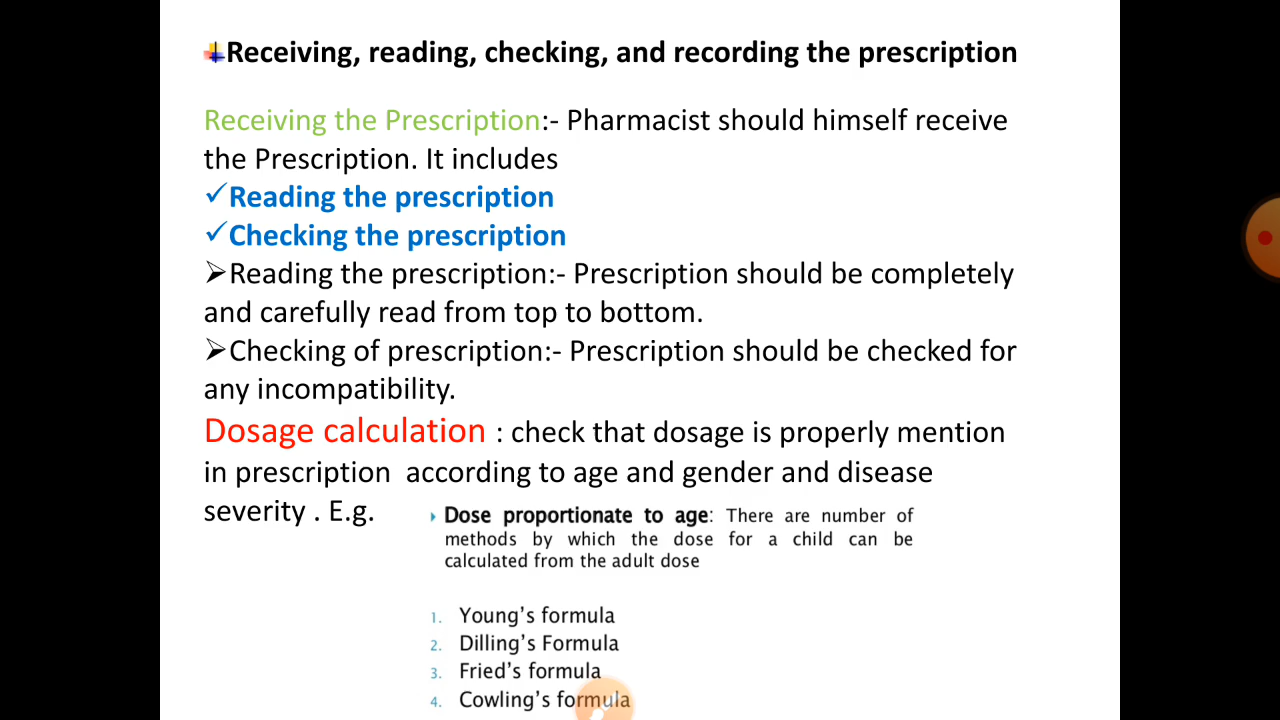 Receiving, reading, checking, and recording the prescription
Receiving the Prescription:- Pharmacist should himself receive
the Prescription. It includes
✓Reading the prescription
✓Checking the prescription
➢Reading the prescription:- Prescription should be completely
and carefully read from top to bottom.
➢Checking of prescription:- Prescription should be checked for
any incompatibility.
Dosage calculation : check that dosage is properly mention
in prescription according to age and gender and disease
severity . E.g.
Dose proportionate to age: There are number of
methods by which the dose for a child can be
calculated from the adult dose
1. Young's formula
2. Dilling's Formula
3. Fried's formula
4. Cowling's formula